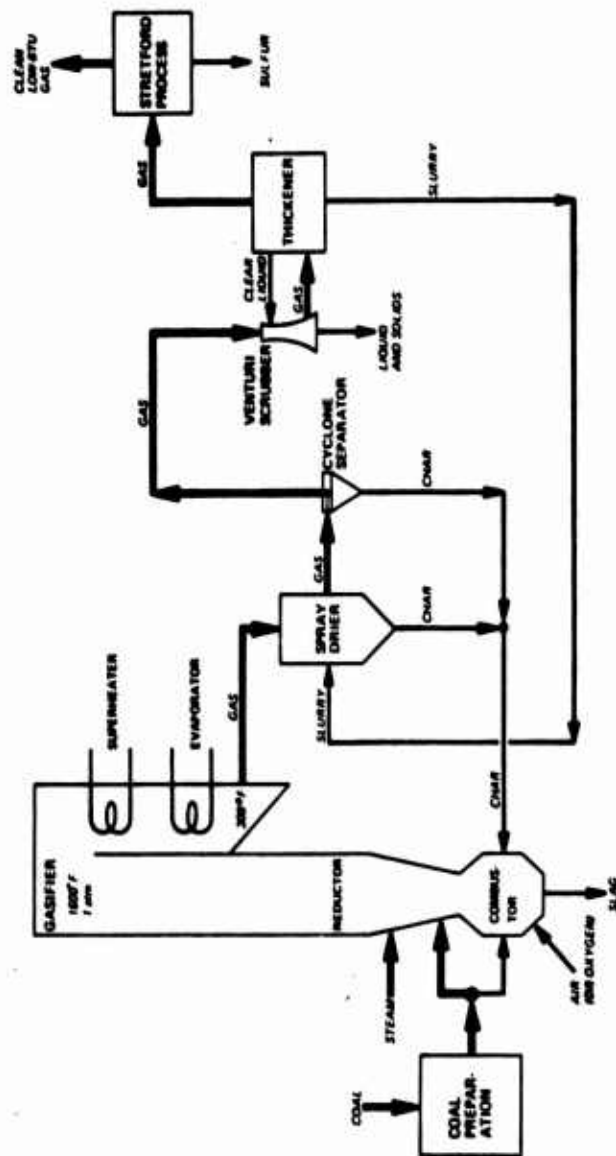 GASIFIER
1 atm
SUPERHEATER
EVAPORATOR
REDUCTOR
STEAM
COAL
COAL
PREPAR-
ATION
COMBUS-
TOR
AIR
(OR OXYGEN)
SLAG
CHAR
GAS
SLURRY
SPRAY
DRIER
CHAR
GAS
CYCLONE
SEPARATOR
CHAR
GAS
VENTURI
SCRUBBER
LIQUID
AND SOLIDS
CLEAR
LIQUID
GAS
THICKENER
SLURRY
GAS
STRETFORD
PROCESS
CLEAN
LOW-BTU
GAS
SULFUR